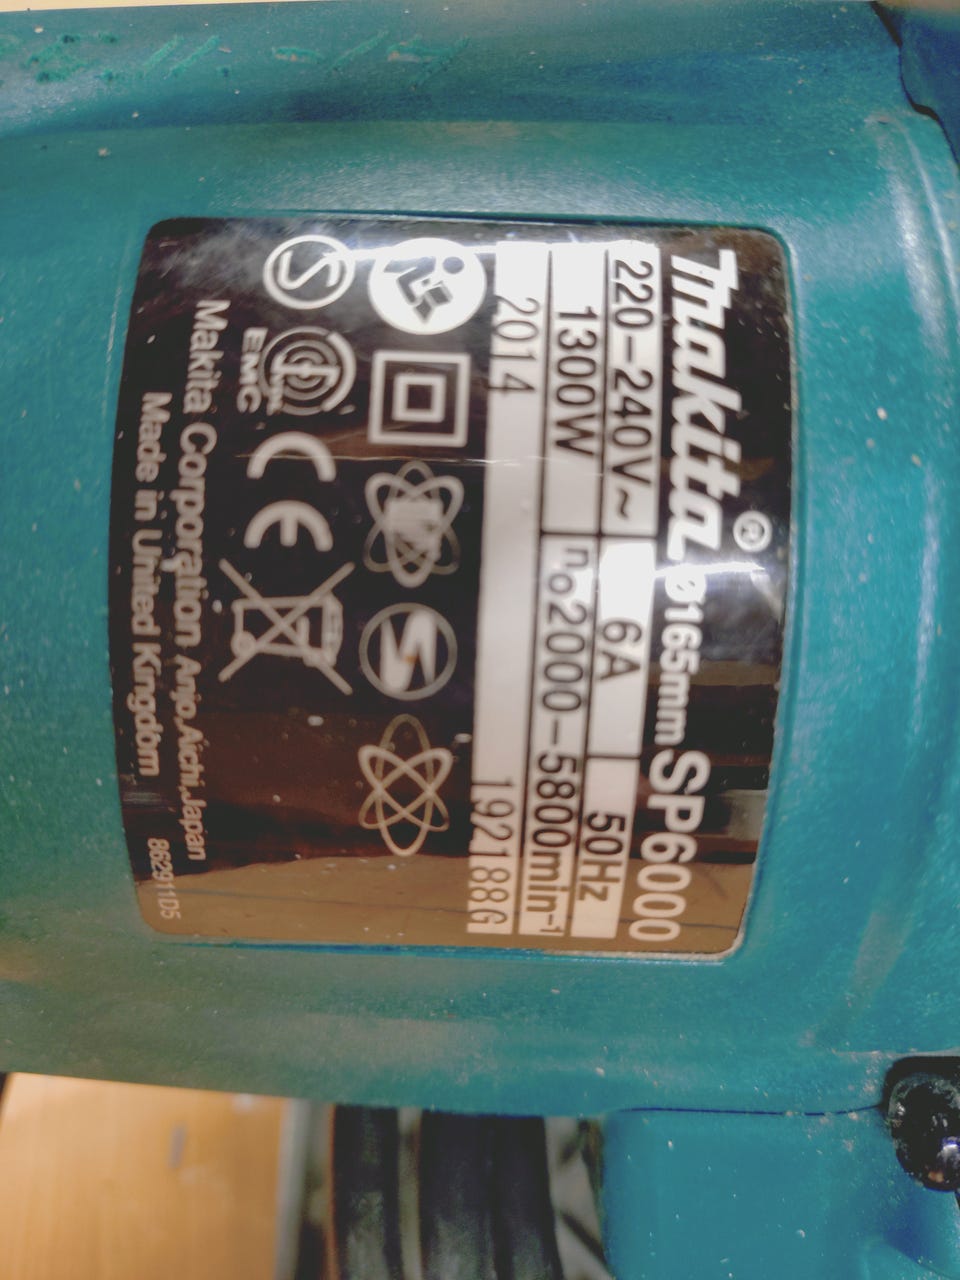 Makita®
ø165mm SP6000
220-240V~ 6A 50Hz
1300W n₀2000-5800min⁻¹
2014 192188G
S
EMC
CE
Makita Corporation Anjo,Aichi,Japan
Made in United Kingdom 862911D5